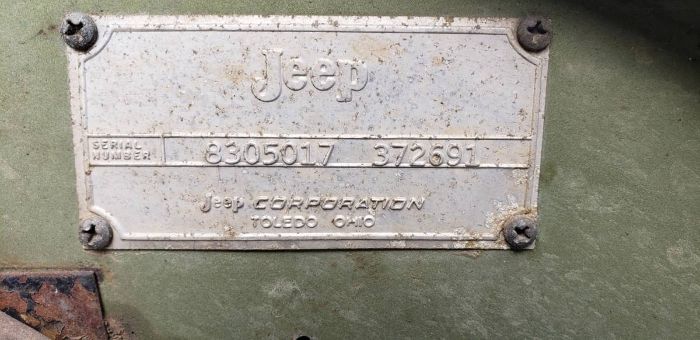 Jeep
SERIAL
NUMBER
8305017 372691
Jeep CORPORATION
TOLEDO OHIO